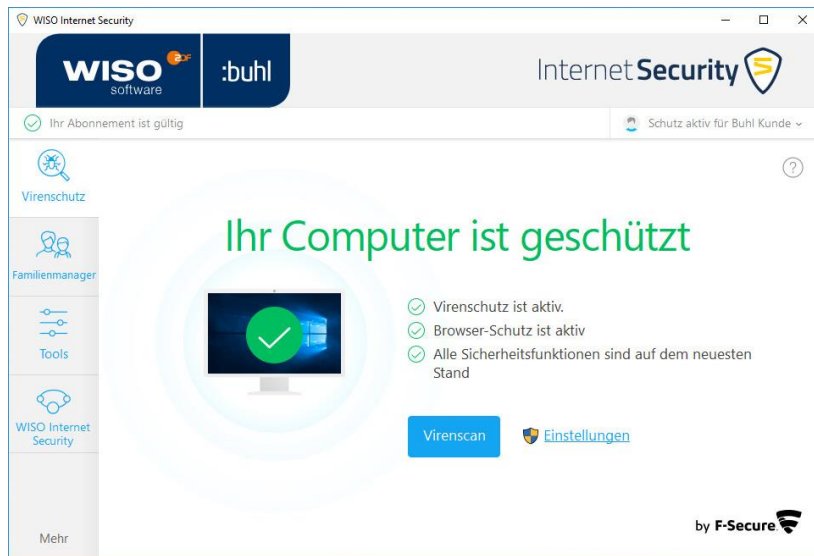 WISO Internet Security
WISO
ZDF
software
:buhl
Internet Security
Ihr Abonnement ist gültig
Schutz aktiv für Buhl Kunde
?
Virenschutz
Familienmanager
Tools
WISO Internet
Security
Mehr
Ihr Computer ist geschützt
Virenschutz ist aktiv.
Browser-Schutz ist aktiv
Alle Sicherheitsfunktionen sind auf dem neuesten
Stand
Virenscan
Einstellungen
by F-Secure.